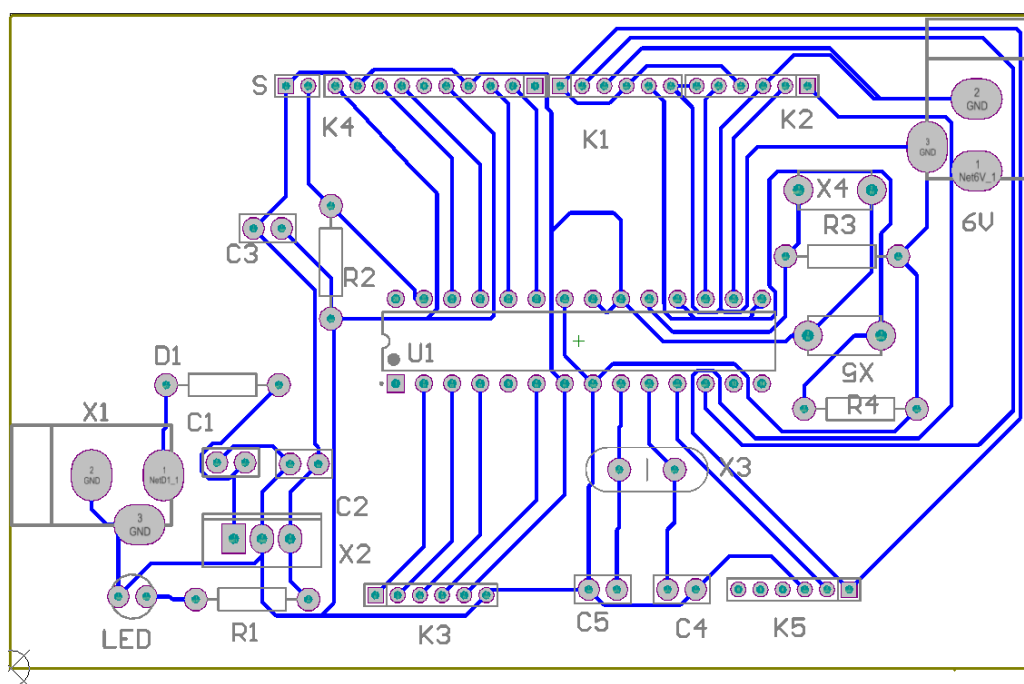 S
K4
K1
K2
2
GND
3
GND
1
Net6V_1
6V
X4
R3
C3
R2
U1
X5
R4
D1
X1
C1
2
GND
1
NetD1_1
3
GND
C2
X2
X3
LED
R1
K3
C5
C4
K5